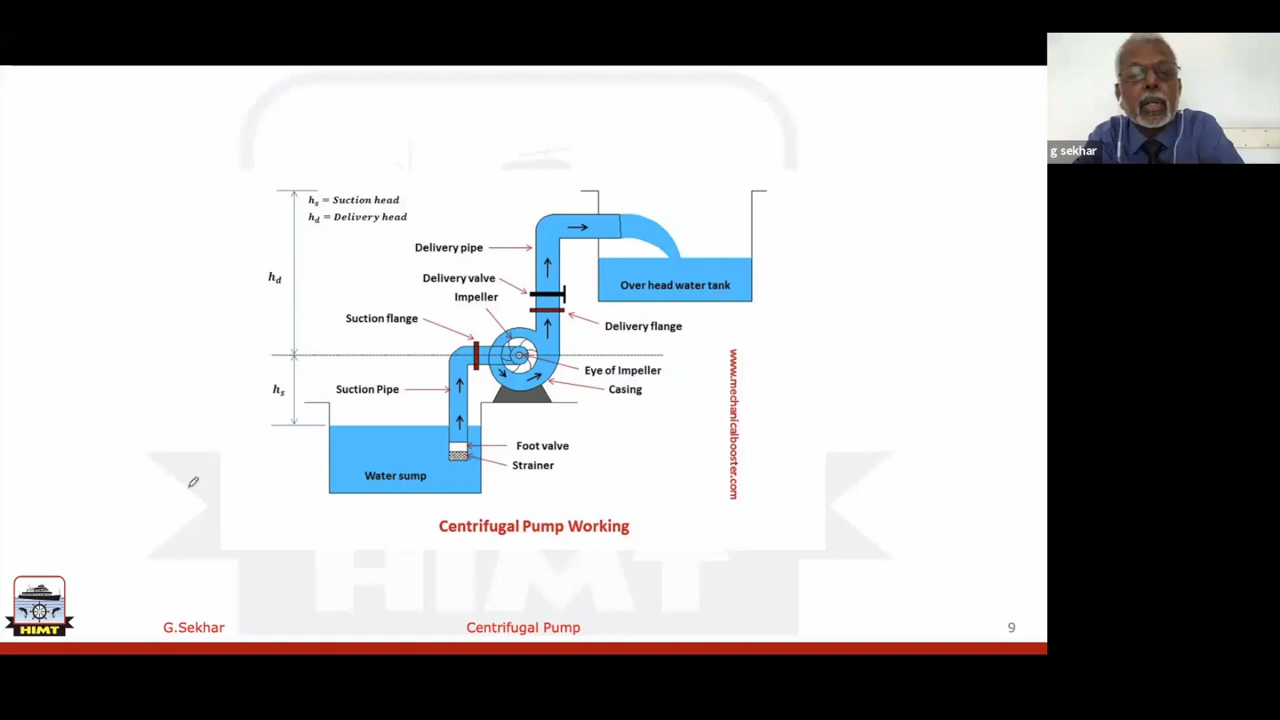 g sekhar
hs = Suction head
hd = Delivery head
Delivery pipe
hd
Delivery valve
Over head water tank
Impeller
Suction flange
Delivery flange
Eye of Impeller
hs
Suction Pipe
Casing
Foot valve
Strainer
Water sump
www.mechanicalbooster.com
Centrifugal Pump Working
HIMT
HIMT
G.Sekhar
Centrifugal Pump
9